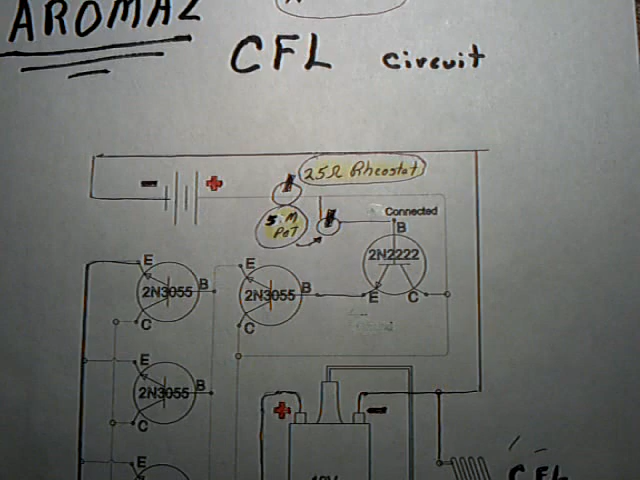 AROMAZ
CFL circuit
25Ω Rheostat
- +
5 M
POT
Connected
B
2N2222
E C
E
2N3055 B
C
E
2N3055 B
C
E
2N3055 B
C
E
+ -
CFL